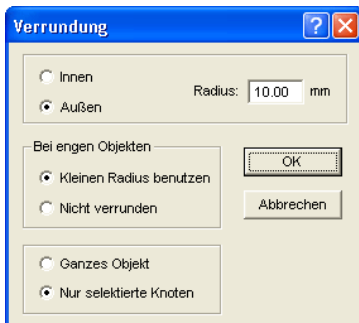 Verrundung
Innen
Radius: 10.00 mm
Außen
Bei engen Objekten
OK
Kleinen Radius benutzen
Nicht verrunden
Abbrechen
Ganzes Objekt
Nur selektierte Knoten